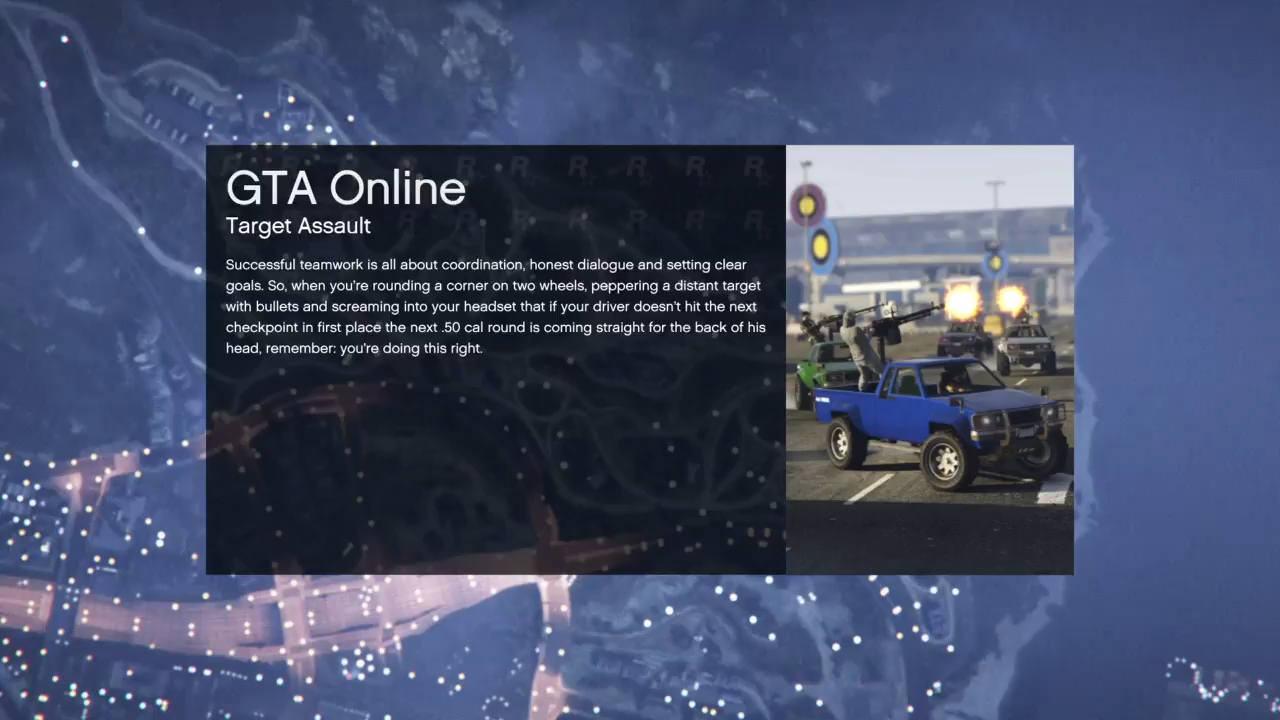 GTA Online
Target Assault
Successful teamwork is all about coordination, honest dialogue and setting clear
goals. So, when you're rounding a corner on two wheels, peppering a distant target
with bullets and screaming into your headset that if your driver doesn't hit the next
checkpoint in first place the next .50 cal round is coming straight for the back of his
head, remember: you're doing this right.